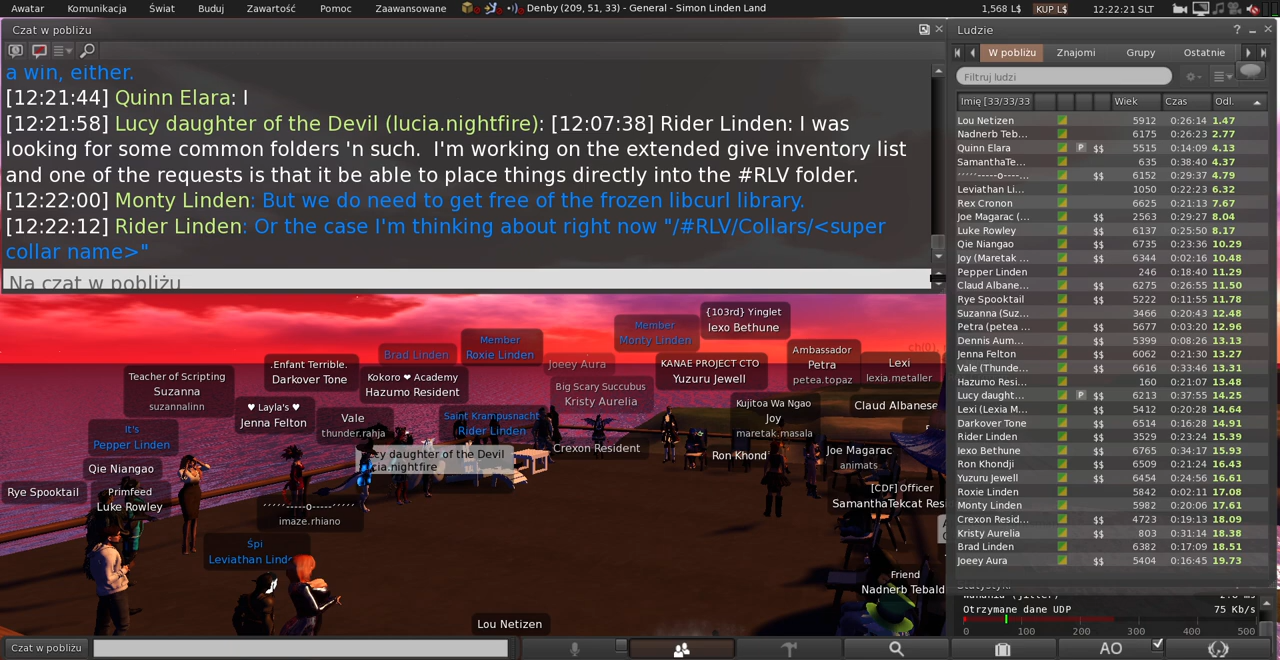 Awatar Komunikacja Świat Buduj Zawartość Pomoc Zaawansowane Denby (209, 51, 33) - General - Simon Linden Land 1,568 L$ KUP L$ 12:22:21 SLT
Czat w pobliżu
a win, either.
[12:21:44] Quinn Elara: I
[12:21:58] Lucy daughter of the Devil (lucia.nightfire): [12:07:38] Rider Linden: I was
looking for some common folders 'n such.  I'm working on the extended give inventory list
and one of the requests is that it be able to place things directly into the #RLV folder.
[12:22:00] Monty Linden: But we do need to get free of the frozen libcurl library.
[12:22:12] Rider Linden: Or the case I'm thinking about right now "/#RLV/Collars/<super
collar name>"
Na czat w pobliżu
{103rd} Yinglet
Iexo Bethune
Member
Monty Linden
Member
Roxie Linden
Brad Linden
Joeey Aura
.Enfant Terrible.
Darkover Tone
Kokoro ❤ Academy
Hazumo Resident
KANAE PROJECT CTO
Yuzuru Jewell
Ambassador
Petra
petea.topaz
Lexi
lexia.metaller
Teacher of Scripting
Suzanna
suzannalinn
Big Scary Succubus
Kristy Aurelia
♥ Layla's ♥
Jenna Felton
Vale
thunder.rahja
Saint Krampusnacht
Rider Linden
Kujitoa Wa Ngao
Joy
maretak.masala
Claud Albanese
It's
Pepper Linden
Crexon Resident
Ron Khond
Joe Magarac
animats
cy daughter of the Devil
cia.nightfire
Qie Niangao
Rye Spooktail
Primfeed
Luke Rowley
[CDF] Officer
SamanthaTekcat Resi
'''''-----o----'''''
imaze.rhiano
Śpi
Leviathan Linde
Friend
Nadnerb Tebald
Lou Netizen
Czat w pobliżu
Ludzie
? _ ×
W pobliżu Znajomi Grupy Ostatnie
Filtruj ludzi
Imię [33/33/33 Wiek Czas Odl.
Lou Netizen 5912 0:26:14 1.47
Nadnerb Teb... 6175 0:26:23 2.77
Quinn Elara P $$ 5515 0:14:09 4.13
SamanthaTe... 635 0:38:40 4.37
'''''-----o----... $$ 6152 0:29:37 4.79
Leviathan Li... 1050 0:22:23 6.32
Rex Cronon 6625 0:21:13 7.67
Joe Magarac (... $$ 2563 0:29:27 8.04
Luke Rowley $$ 6137 0:25:50 8.17
Qie Niangao $$ 6735 0:23:36 10.29
Joy (Maretak ... $$ 6344 0:02:16 10.48
Pepper Linden 246 0:18:40 11.29
Claud Albane... $$ 6275 0:26:55 11.50
Rye Spooktail $$ 5222 0:11:55 11.78
Suzanna (Suz... 3466 0:20:43 12.48
Petra (petea ... $$ 5677 0:03:20 12.96
Dennis Aum... $$ 5399 0:08:26 13.13
Jenna Felton $$ 6062 0:21:30 13.27
Vale (Thunde... $$ 6616 0:33:46 13.31
Hazumo Resi... 160 0:21:07 13.48
Lucy daught... P $$ 6213 0:37:55 14.25
Lexi (Lexia M... $$ 5412 0:20:28 14.64
Darkover Tone $$ 6514 0:16:28 14.91
Rider Linden 3529 0:23:24 15.39
Iexo Bethune $$ 6765 0:34:17 15.93
Ron Khondji $$ 6509 0:21:24 16.43
Yuzuru Jewell $$ 6454 0:24:56 16.61
Roxie Linden 5842 0:02:11 17.08
Monty Linden 5982 0:20:06 17.61
Crexon Resid... $$ 4723 0:19:13 18.09
Kristy Aurelia $$ 803 0:31:14 18.38
Brad Linden 6382 0:17:09 18.51
Joeey Aura $$ 5404 0:16:45 19.73
Otrzymane dane UDP 75 Kb/s
0 100 200 300 400 500
AO